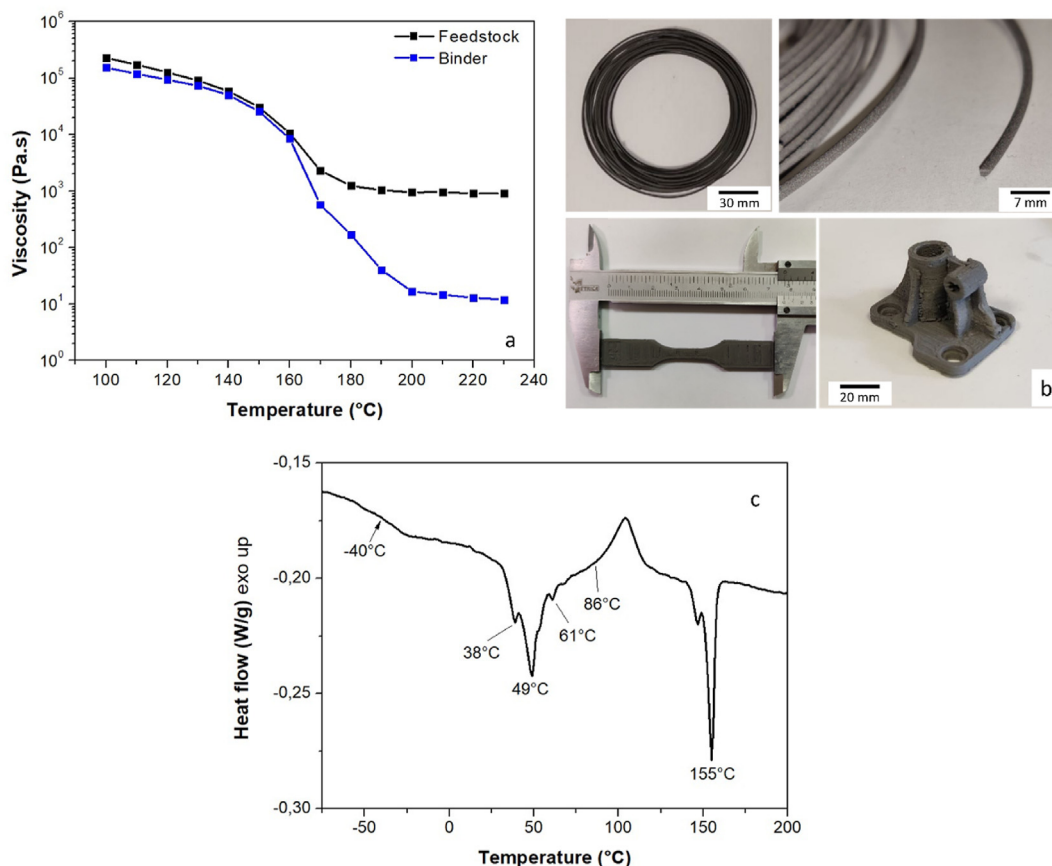 10⁶
10⁵
10⁴
10³
10²
10¹
10⁰
Viscosity (Pa.s)
Feedstock
Binder
a
100 120 140 160 180 200 220 240
Temperature (°C)
30 mm
7 mm
20 mm
b
-0,15
-0,20
-0,25
-0,30
Heat flow (W/g) exo up
c
-40°C
38°C
49°C
61°C
86°C
155°C
-50 0 50 100 150 200
Temperature (°C)